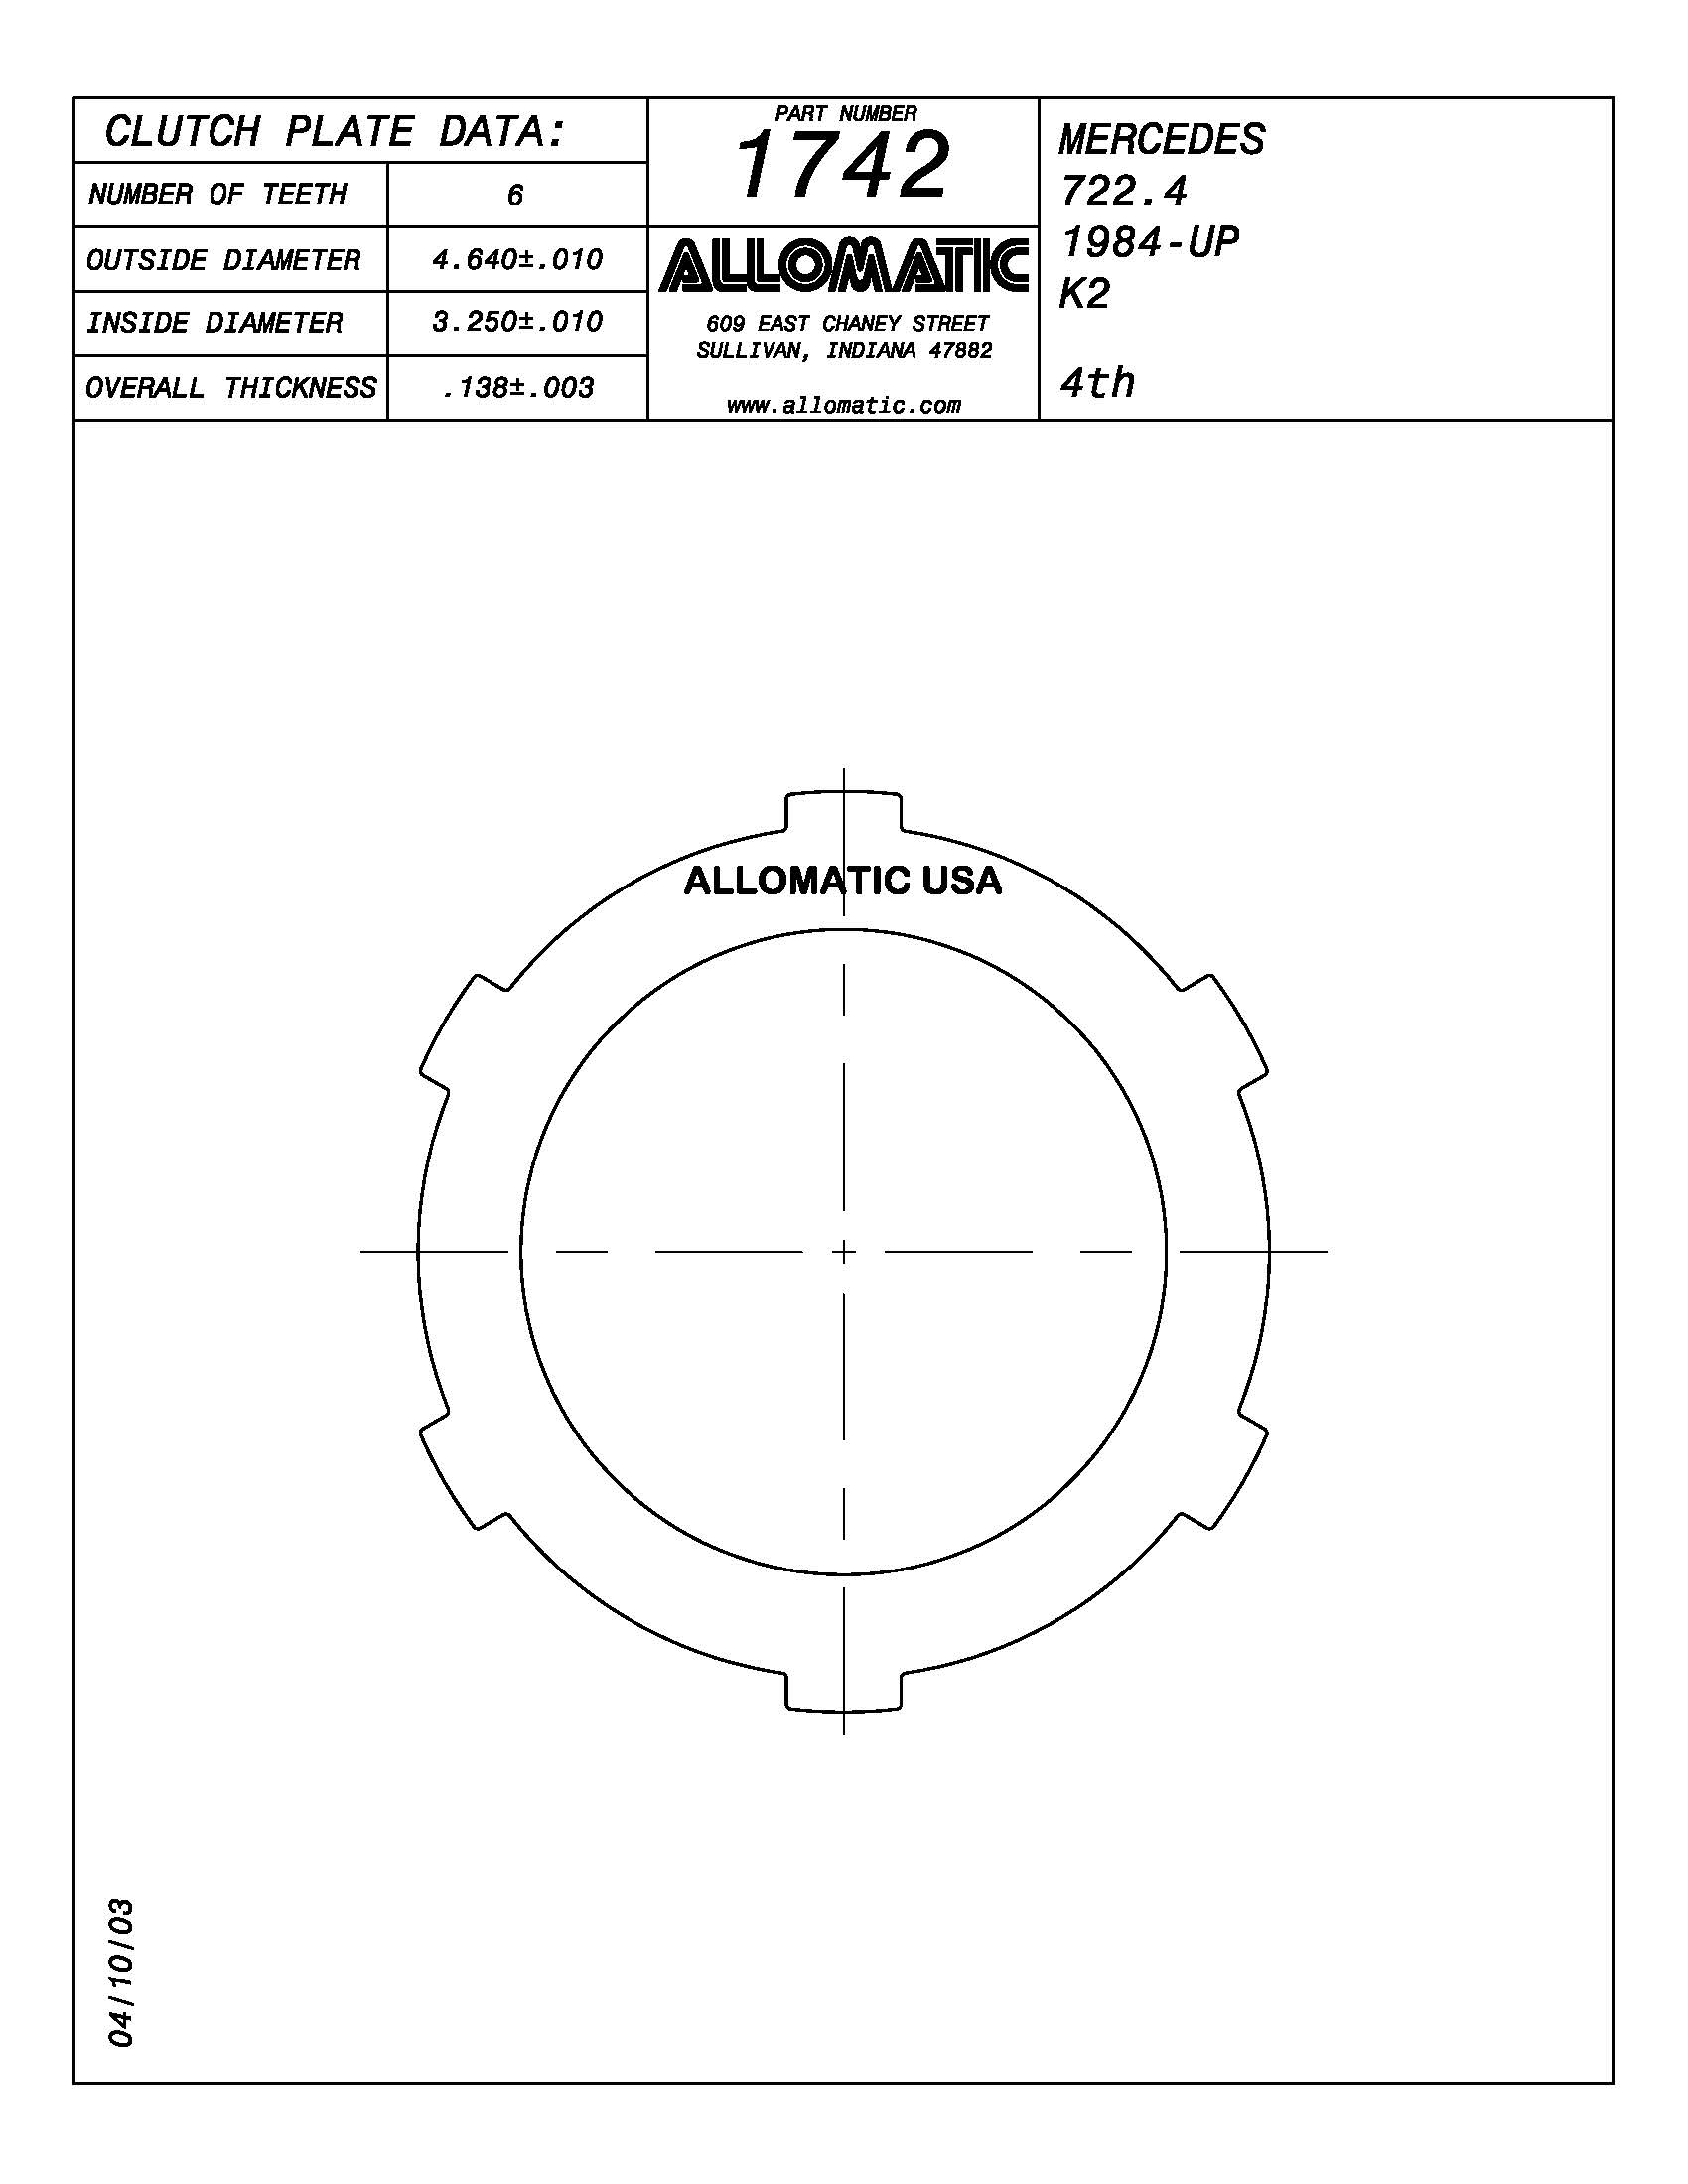 CLUTCH PLATE DATA:
NUMBER OF TEETH 6
OUTSIDE DIAMETER 4.640±.010
INSIDE DIAMETER 3.250±.010
OVERALL THICKNESS .138±.003
PART NUMBER
1742
ALLOMATIC
609 EAST CHANEY STREET
SULLIVAN, INDIANA 47882
www.allomatic.com
MERCEDES
722.4
1984-UP
K2
4th
ALLOMATIC USA
04/10/03